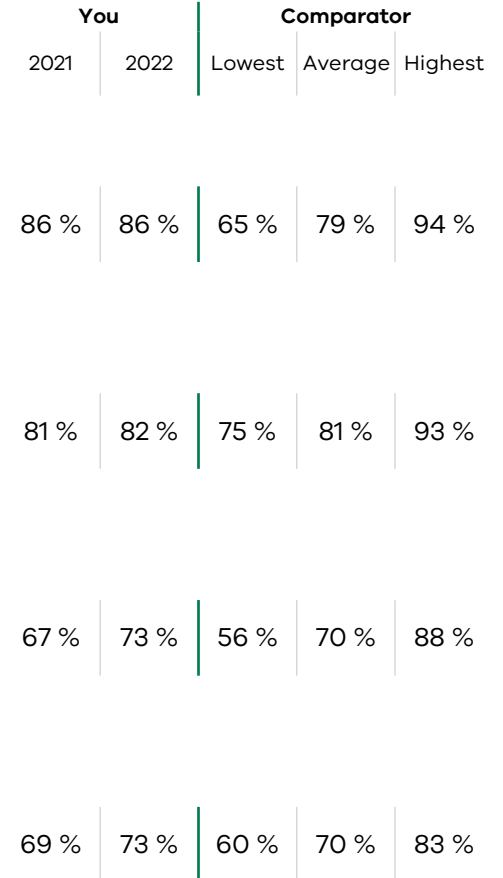 You Comparator
2021 2022 Lowest Average Highest
86 % 86 % 65 % 79 % 94 %
81 % 82 % 75 % 81 % 93 %
67 % 73 % 56 % 70 % 88 %
69 % 73 % 60 % 70 % 83 %